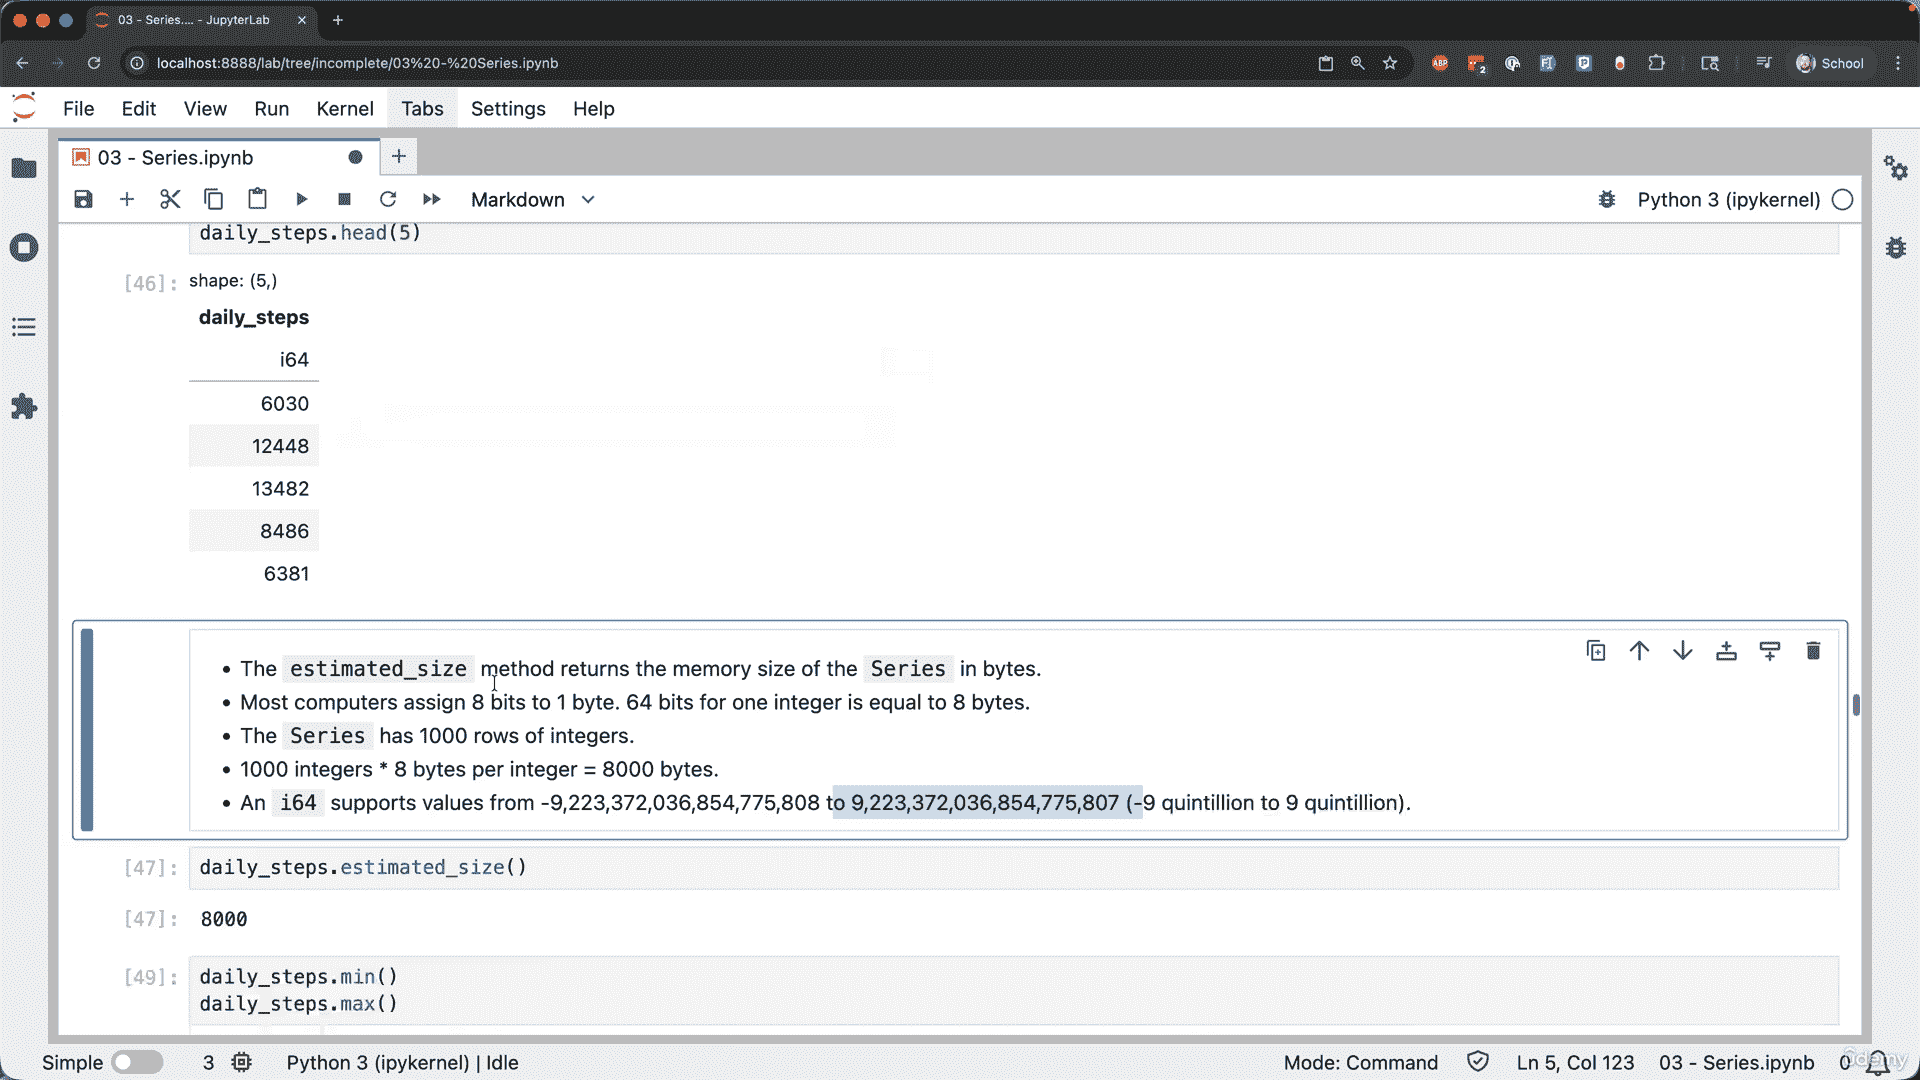 03 - Series.... - JupyterLab
localhost:8888/lab/tree/incomplete/03%20-%20Series.ipynb
ABP
2
School
File Edit View Run Kernel Tabs Settings Help
03 - Series.ipynb
Markdown
Python 3 (ipykernel)
daily_steps.head(5)
[46]: shape: (5,)
daily_steps
i64
6030
12448
13482
8486
6381
• The estimated_size method returns the memory size of the Series in bytes.
• Most computers assign 8 bits to 1 byte. 64 bits for one integer is equal to 8 bytes.
• The Series has 1000 rows of integers.
• 1000 integers * 8 bytes per integer = 8000 bytes.
• An i64 supports values from -9,223,372,036,854,775,808 to 9,223,372,036,854,775,807 (-9 quintillion to 9 quintillion).
[47]: daily_steps.estimated_size()
[47]: 8000
[49]: daily_steps.min()
daily_steps.max()
Simple 3 Python 3 (ipykernel) | Idle Mode: Command Ln 5, Col 123 03 - Series.ipynb 0
Udemy